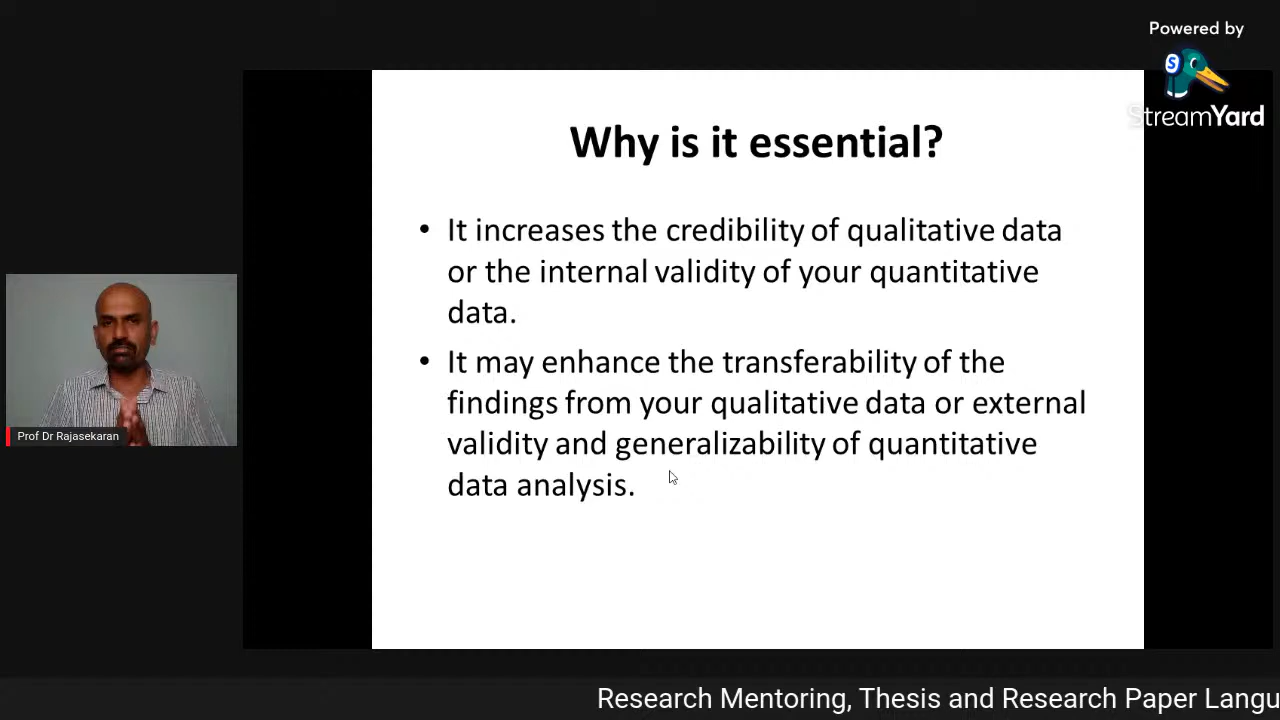 Powered by
StreamYard
Why is it essential?
• It increases the credibility of qualitative data
or the internal validity of your quantitative
data.
• It may enhance the transferability of the
findings from your qualitative data or external
validity and generalizability of quantitative
data analysis.
Prof Dr Rajasekaran
Research Mentoring, Thesis and Research Paper Langu